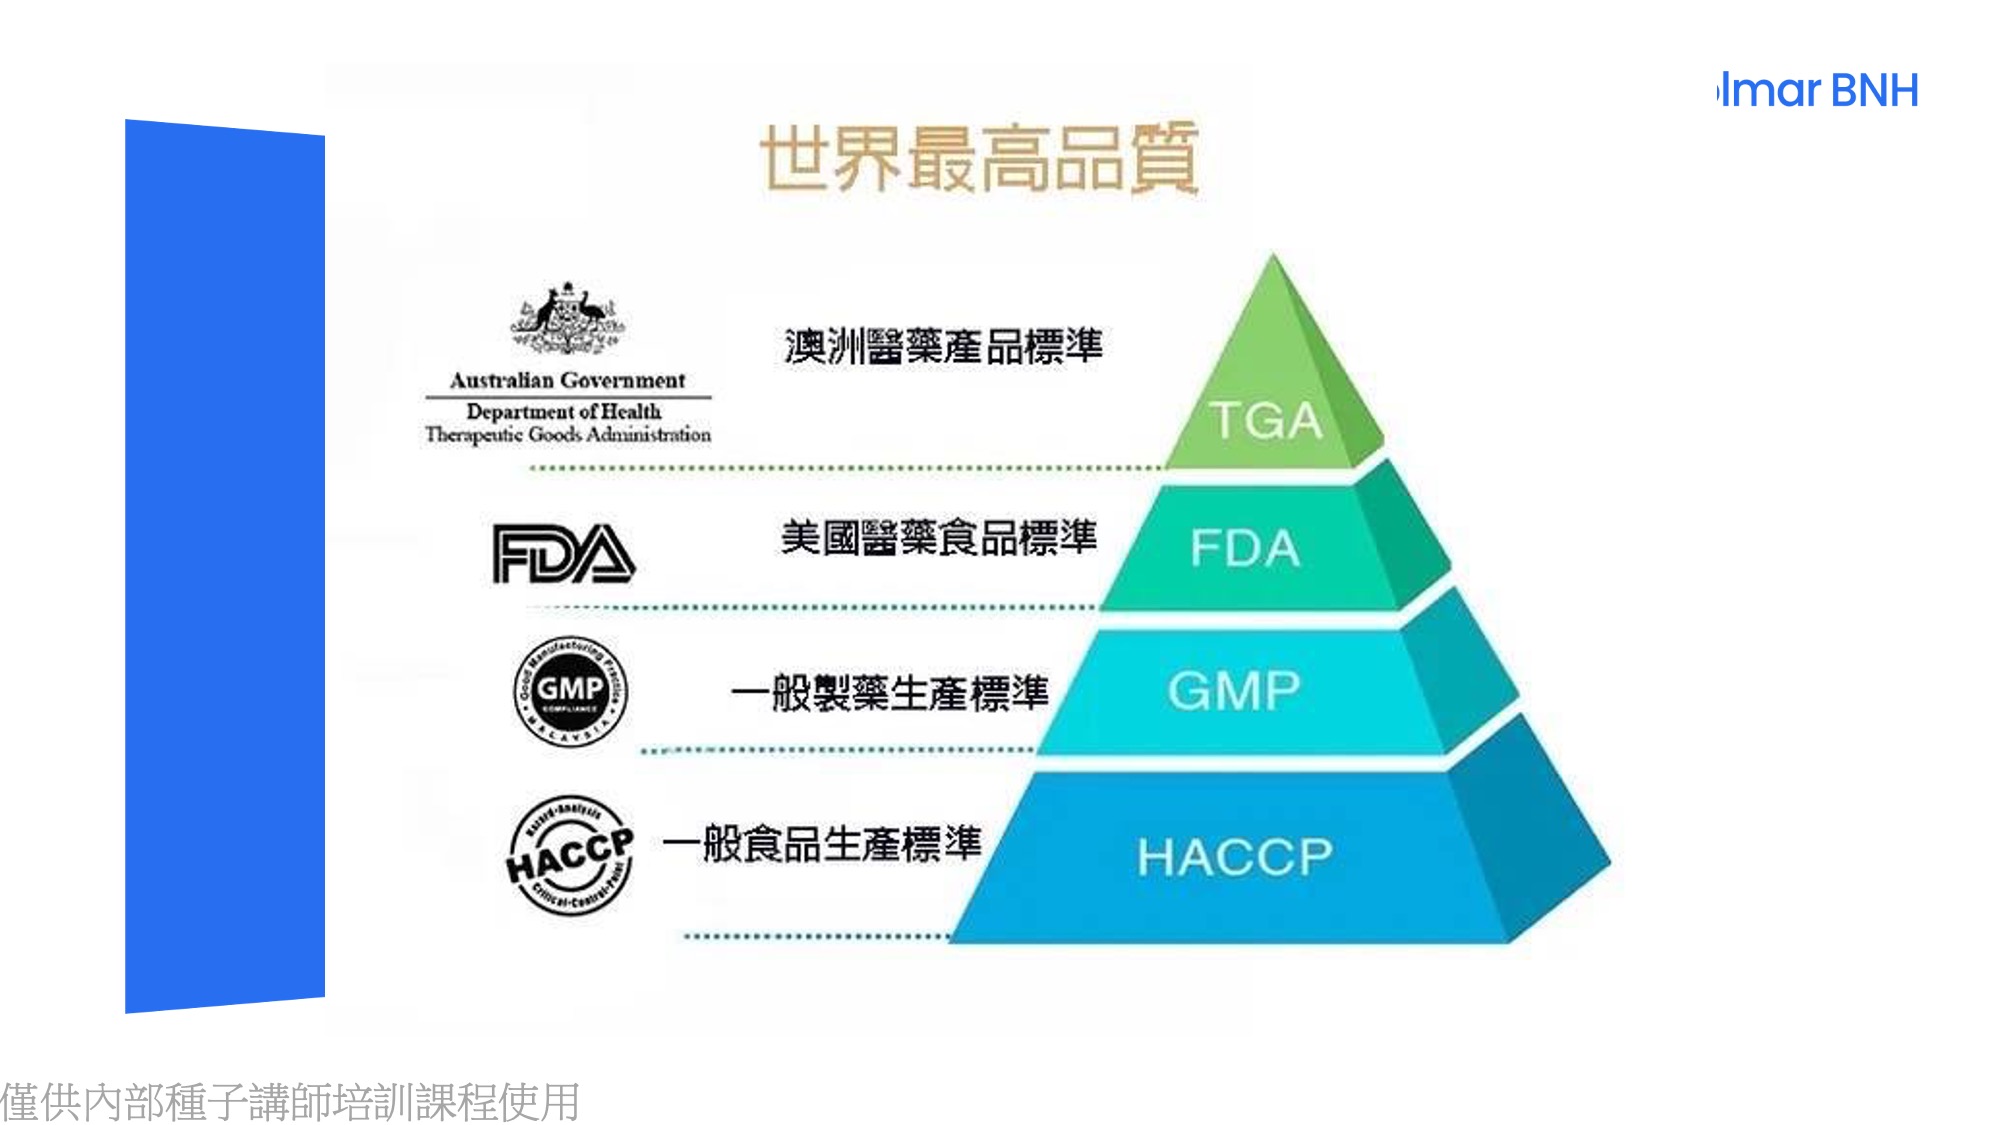 lmar BNH
世界最高品質
Australian Government
Department of Health
Therapeutic Goods Administration
澳洲醫藥產品標準
TGA
FDA
美國醫藥食品標準
FDA
Good Manufacturing Practice
GMP
COMPLIANCE
MALAYSIA
一般製藥生產標準
GMP
Hazard-Analysis
HACCP
Critical-Control-Point
一般食品生產標準
HACCP
僅供內部種子講師培訓課程使用